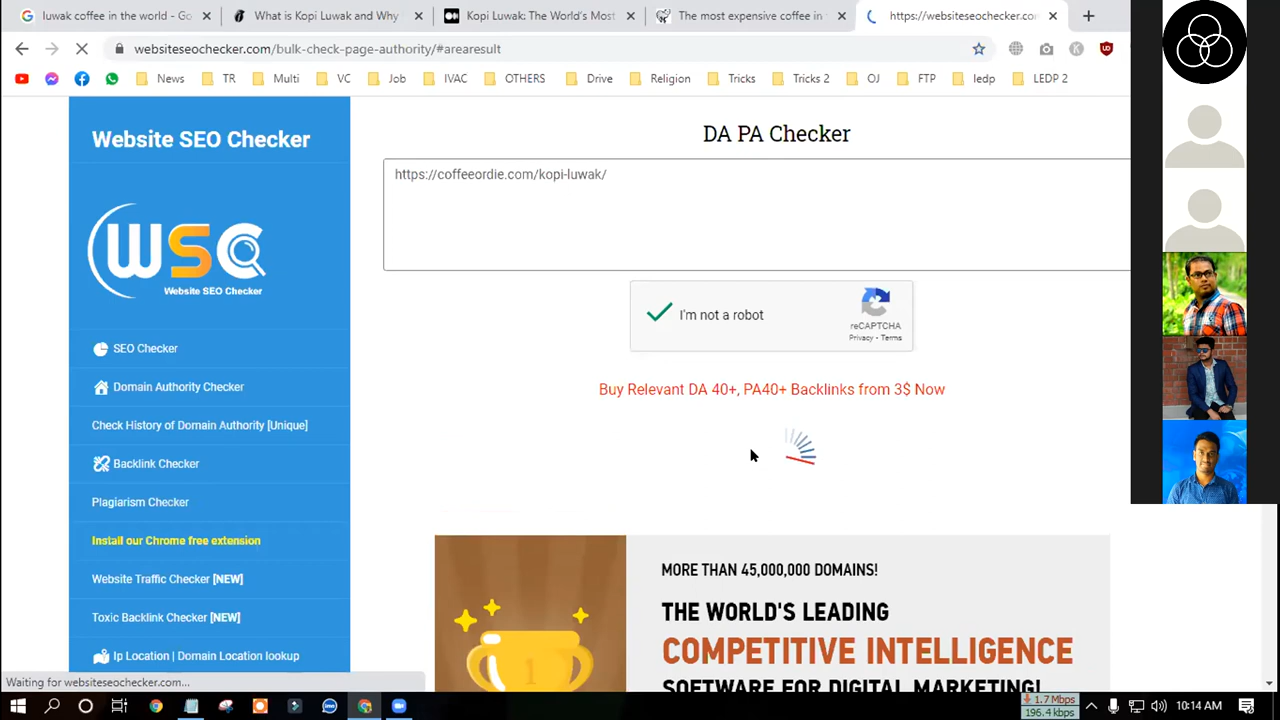 luwak coffee in the world - Go
What is Kopi Luwak and Why
Kopi Luwak: The World's Most
The most expensive coffee in
https://websiteseochecker.co
websiteseochecker.com/bulk-check-page-authority/#arearesult
News
TR
Multi
VC
Job
IVAC
OTHERS
Drive
Religion
Tricks
Tricks 2
OJ
FTP
ledp
LEDP 2
Website SEO Checker
WSC
Website SEO Checker
SEO Checker
Domain Authority Checker
Check History of Domain Authority [Unique]
Backlink Checker
Plagiarism Checker
Install our Chrome free extension
Website Traffic Checker [NEW]
Toxic Backlink Checker [NEW]
Ip Location | Domain Location lookup
DA PA Checker
https://coffeeordie.com/kopi-luwak/
I'm not a robot
reCAPTCHA
Privacy - Terms
Buy Relevant DA 40+, PA40+ Backlinks from 3$ Now
MORE THAN 45,000,000 DOMAINS!
THE WORLD'S LEADING
COMPETITIVE INTELLIGENCE
SOFTWARE FOR DIGITAL MARKETING!
1
Waiting for websiteseochecker.com...
1.7 Mbps
196.4 kbps
10:14 AM